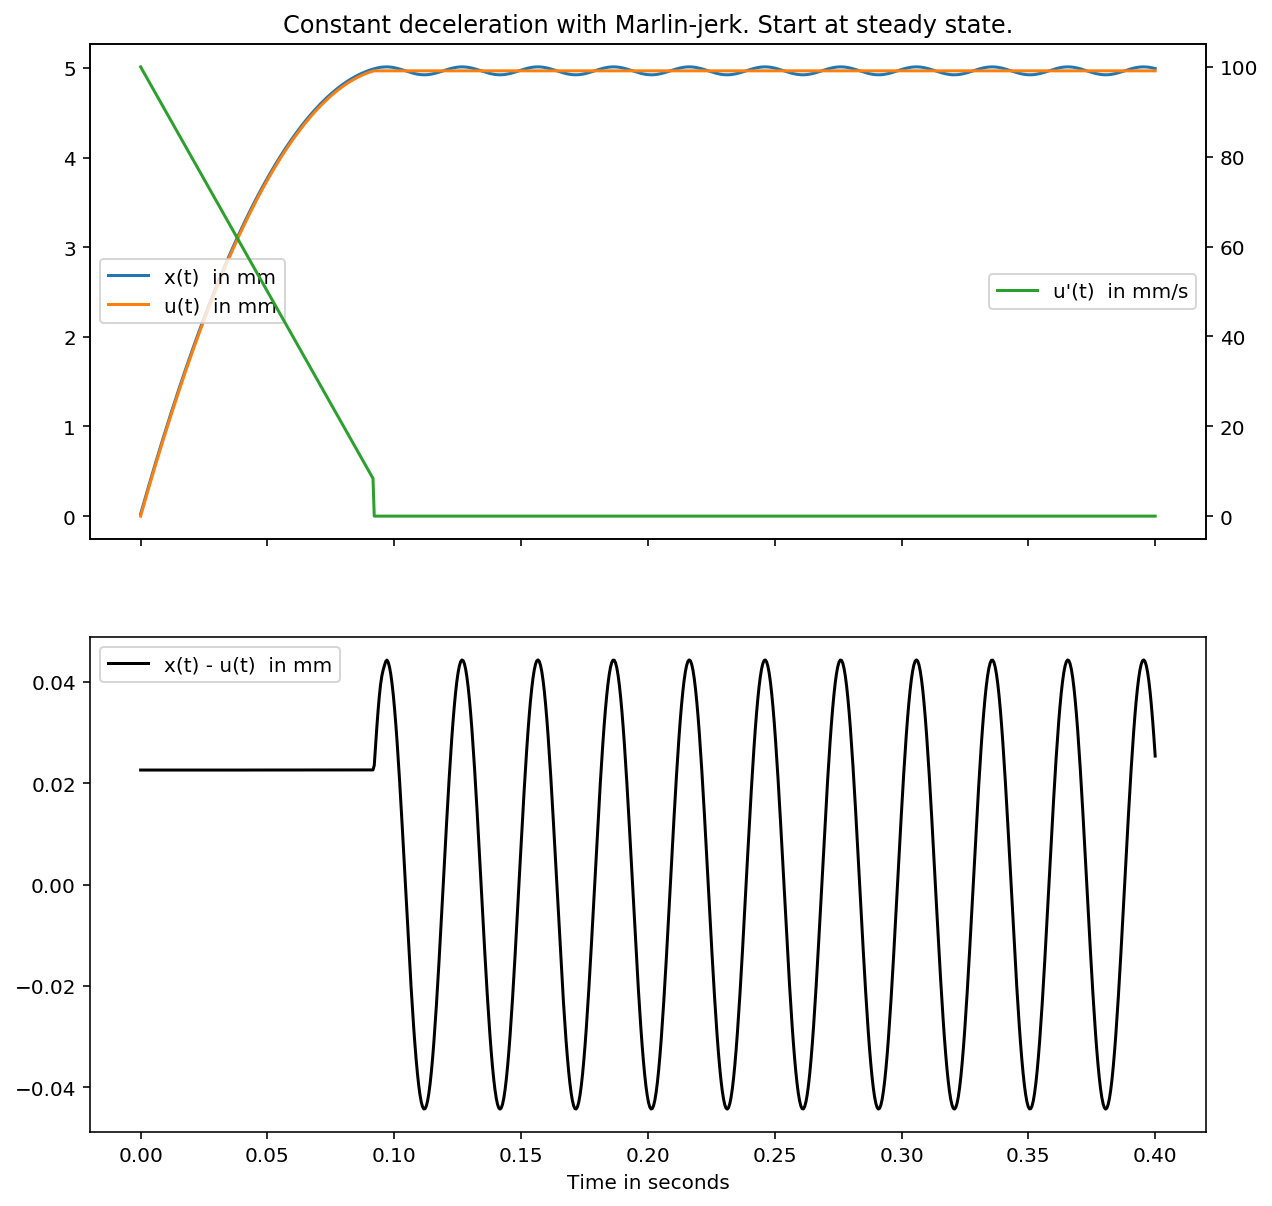 Constant deceleration with Marlin-jerk. Start at steady state.
5
4
3
2
1
0
100
80
60
40
20
0
x(t)  in mm
u(t)  in mm
u'(t)  in mm/s
x(t) - u(t)  in mm
0.04
0.02
0.00
−0.02
−0.04
0.00 0.05 0.10 0.15 0.20 0.25 0.30 0.35 0.40
Time in seconds